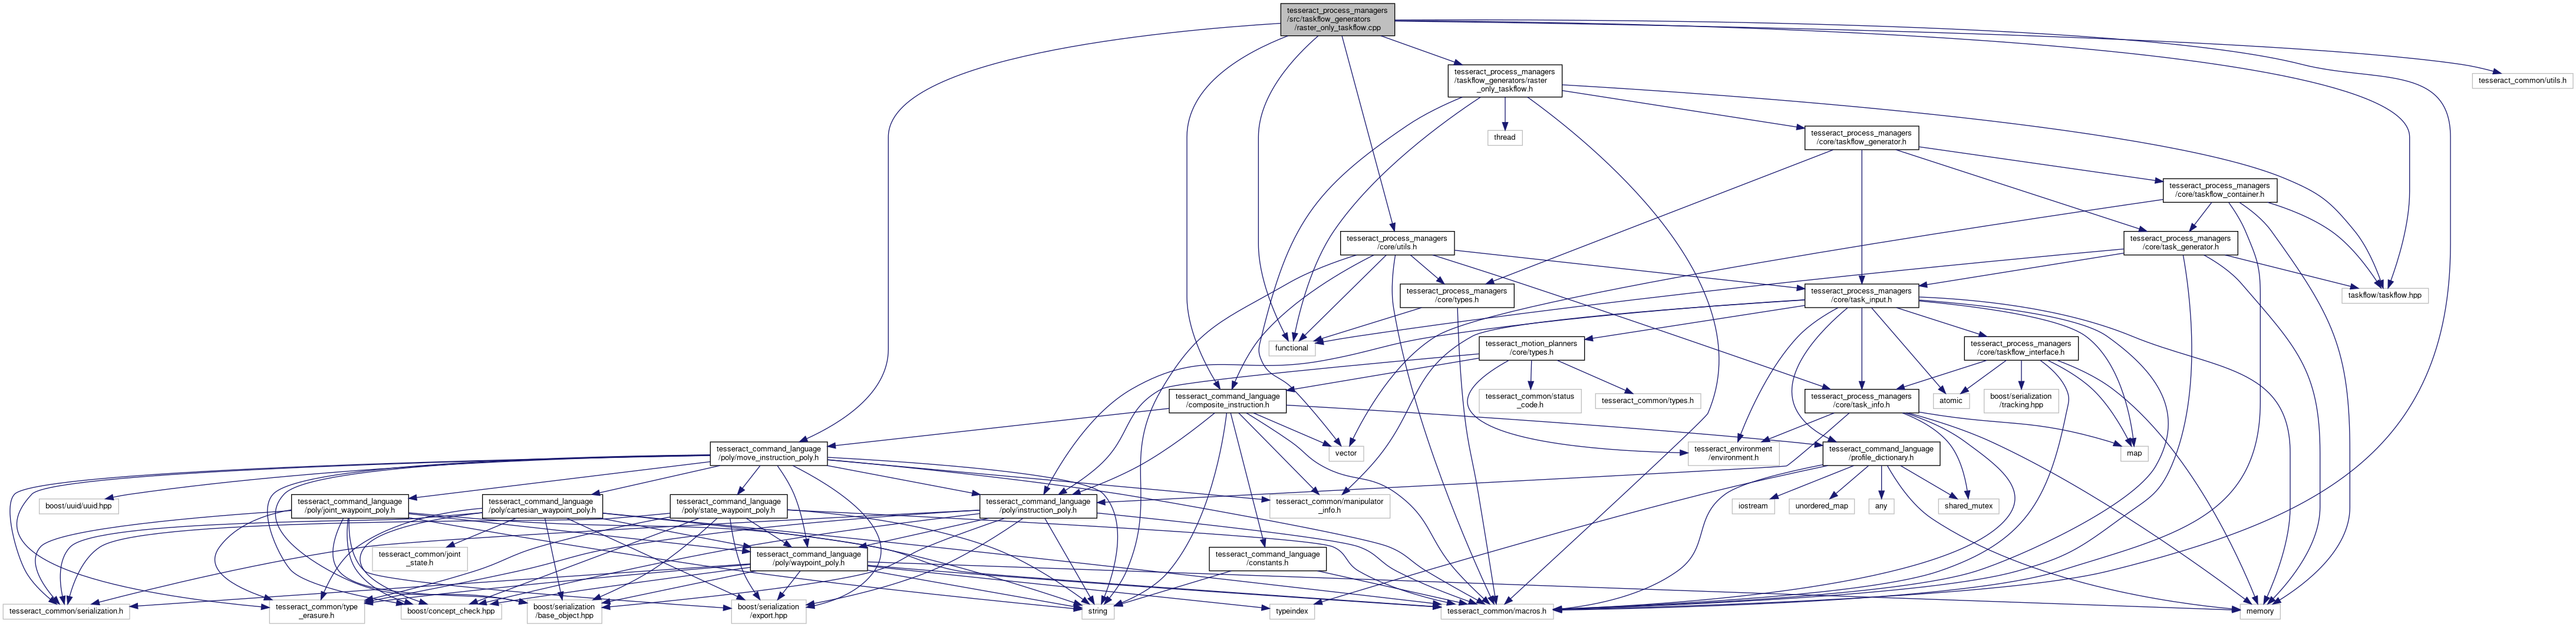 tesseract_process_managers
/src/taskflow_generators
/raster_only_taskflow.cpp
tesseract_process_managers
/taskflow_generators/raster
_only_taskflow.h
tesseract_common/utils.h
thread
tesseract_process_managers
/core/taskflow_generator.h
tesseract_process_managers
/core/taskflow_container.h
tesseract_process_managers
/core/utils.h
tesseract_process_managers
/core/task_generator.h
tesseract_process_managers
/core/types.h
tesseract_process_managers
/core/task_input.h
taskflow/taskflow.hpp
functional
tesseract_motion_planners
/core/types.h
tesseract_process_managers
/core/taskflow_interface.h
tesseract_command_language
/composite_instruction.h
tesseract_common/status
_code.h
tesseract_common/types.h
tesseract_process_managers
/core/task_info.h
atomic
boost/serialization
/tracking.hpp
tesseract_command_language
/poly/move_instruction_poly.h
vector
tesseract_environment
/environment.h
tesseract_command_language
/profile_dictionary.h
map
boost/uuid/uuid.hpp
tesseract_command_language
/poly/joint_waypoint_poly.h
tesseract_command_language
/poly/cartesian_waypoint_poly.h
tesseract_command_language
/poly/state_waypoint_poly.h
tesseract_command_language
/poly/instruction_poly.h
tesseract_common/manipulator
_info.h
iostream
unordered_map
any
shared_mutex
tesseract_common/joint
_state.h
tesseract_command_language
/poly/waypoint_poly.h
tesseract_command_language
/constants.h
tesseract_common/serialization.h
tesseract_common/type
_erasure.h
boost/concept_check.hpp
boost/serialization
/base_object.hpp
boost/serialization
/export.hpp
string
typeindex
tesseract_common/macros.h
memory